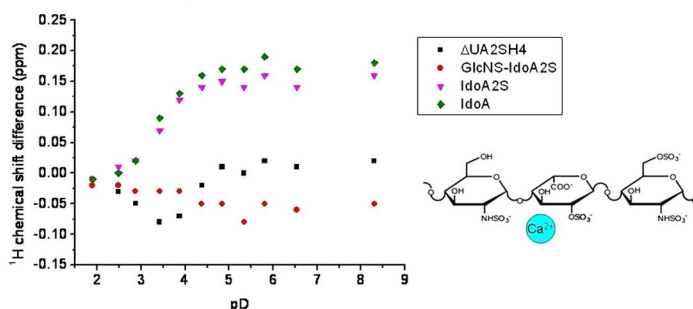 0.25
0.20
0.15
0.10
0.05
0.00
-0.05
-0.10
-0.15
¹H chemical shift difference (ppm)
2 3 4 5 6 7 8 9
pD
ΔUA2SH4
GlcNS-IdoA2S
IdoA2S
IdoA
OH
O
OH
NHSO₃⁻
O
COO⁻
O
OH
OSO₃⁻
O
OSO₃⁻
O
OH
NHSO₃⁻
O
Ca²⁺